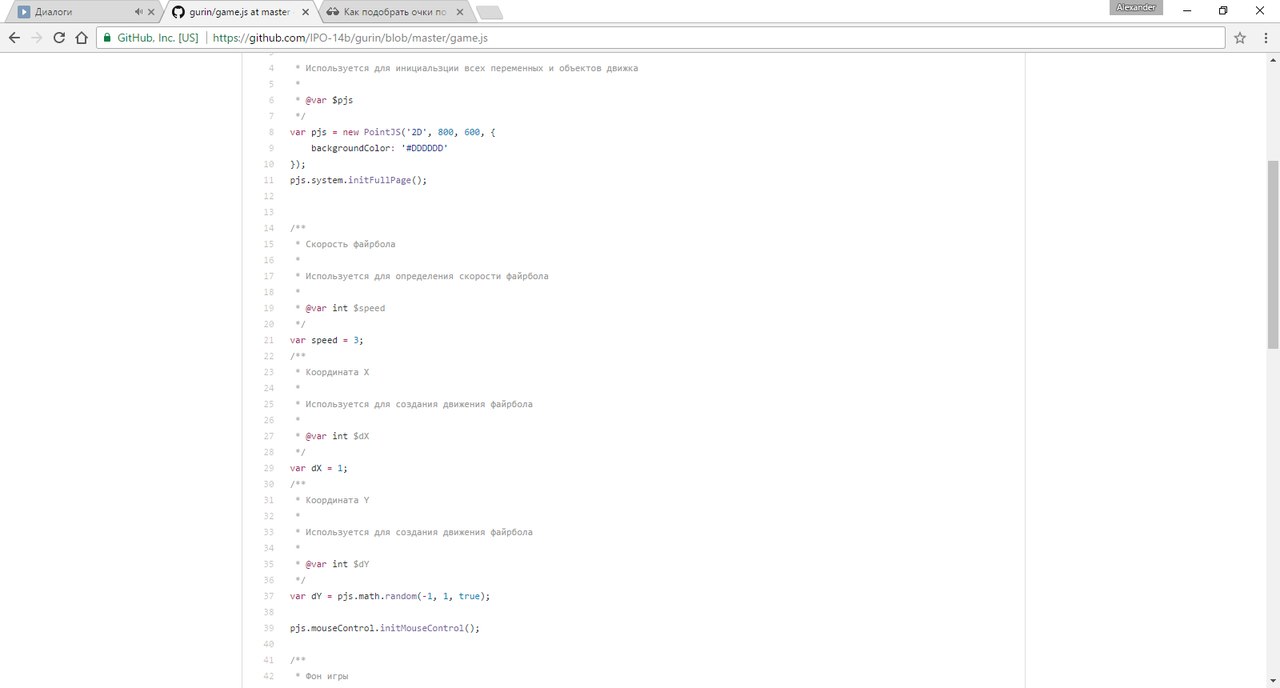 Диалоги
gurin/game.js at master
Как подобрать очки по
Alexander
GitHub, Inc. [US]
https://github.com/IPO-14b/gurin/blob/master/game.js
4 * Используется для инициальзции всех переменных и объектов движка
5 *
6 * @var $pjs
7 */
8 var pjs = new PointJS('2D', 800, 600, {
9 backgroundColor: '#DDDDDD'
10 });
11 pjs.system.initFullPage();
12
13
14 /**
15 * Скорость файрбола
16 *
17 * Используется для определения скорости файрбола
18 *
19 * @var int $speed
20 */
21 var speed = 3;
22 /**
23 * Координата X
24 *
25 * Используется для создания движения файрбола
26 *
27 * @var int $dX
28 */
29 var dX = 1;
30 /**
31 * Координата Y
32 *
33 * Используется для создания движения файрбола
34 *
35 * @var int $dY
36 */
37 var dY = pjs.math.random(-1, 1, true);
38
39 pjs.mouseControl.initMouseControl();
40
41 /**
42 * Фон игры